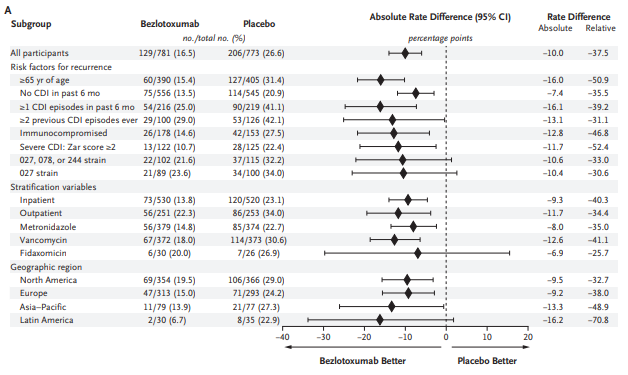 A
Subgroup Bezlotoxumab Placebo Absolute Rate Difference (95% CI) Rate Difference
no./total no. (%) percentage points Absolute Relative
All participants 129/781 (16.5) 206/773 (26.6) −10.0 −37.5
Risk factors for recurrence
≥65 yr of age 60/390 (15.4) 127/405 (31.4) −16.0 −50.9
No CDI in past 6 mo 75/556 (13.5) 114/545 (20.9) −7.4 −35.5
≥1 CDI episodes in past 6 mo 54/216 (25.0) 90/219 (41.1) −16.1 −39.2
≥2 previous CDI episodes ever 29/100 (29.0) 53/126 (42.1) −13.1 −31.1
Immunocompromised 26/178 (14.6) 42/153 (27.5) −12.8 −46.8
Severe CDI: Zar score ≥2 13/122 (10.7) 28/125 (22.4) −11.7 −52.4
027, 078, or 244 strain 22/102 (21.6) 37/115 (32.2) −10.6 −33.0
027 strain 21/89 (23.6) 34/100 (34.0) −10.4 −30.6
Stratification variables
Inpatient 73/530 (13.8) 120/520 (23.1) −9.3 −40.3
Outpatient 56/251 (22.3) 86/253 (34.0) −11.7 −34.4
Metronidazole 56/379 (14.8) 85/374 (22.7) −8.0 −35.0
Vancomycin 67/372 (18.0) 114/373 (30.6) −12.6 −41.1
Fidaxomicin 6/30 (20.0) 7/26 (26.9) −6.9 −25.7
Geographic region
North America 69/354 (19.5) 106/366 (29.0) −9.5 −32.7
Europe 47/313 (15.0) 71/293 (24.2) −9.2 −38.0
Asia–Pacific 11/79 (13.9) 21/77 (27.3) −13.3 −48.9
Latin America 2/30 (6.7) 8/35 (22.9) −16.2 −70.8
−40 −30 −20 −10 0 10 20
Bezlotoxumab Better Placebo Better